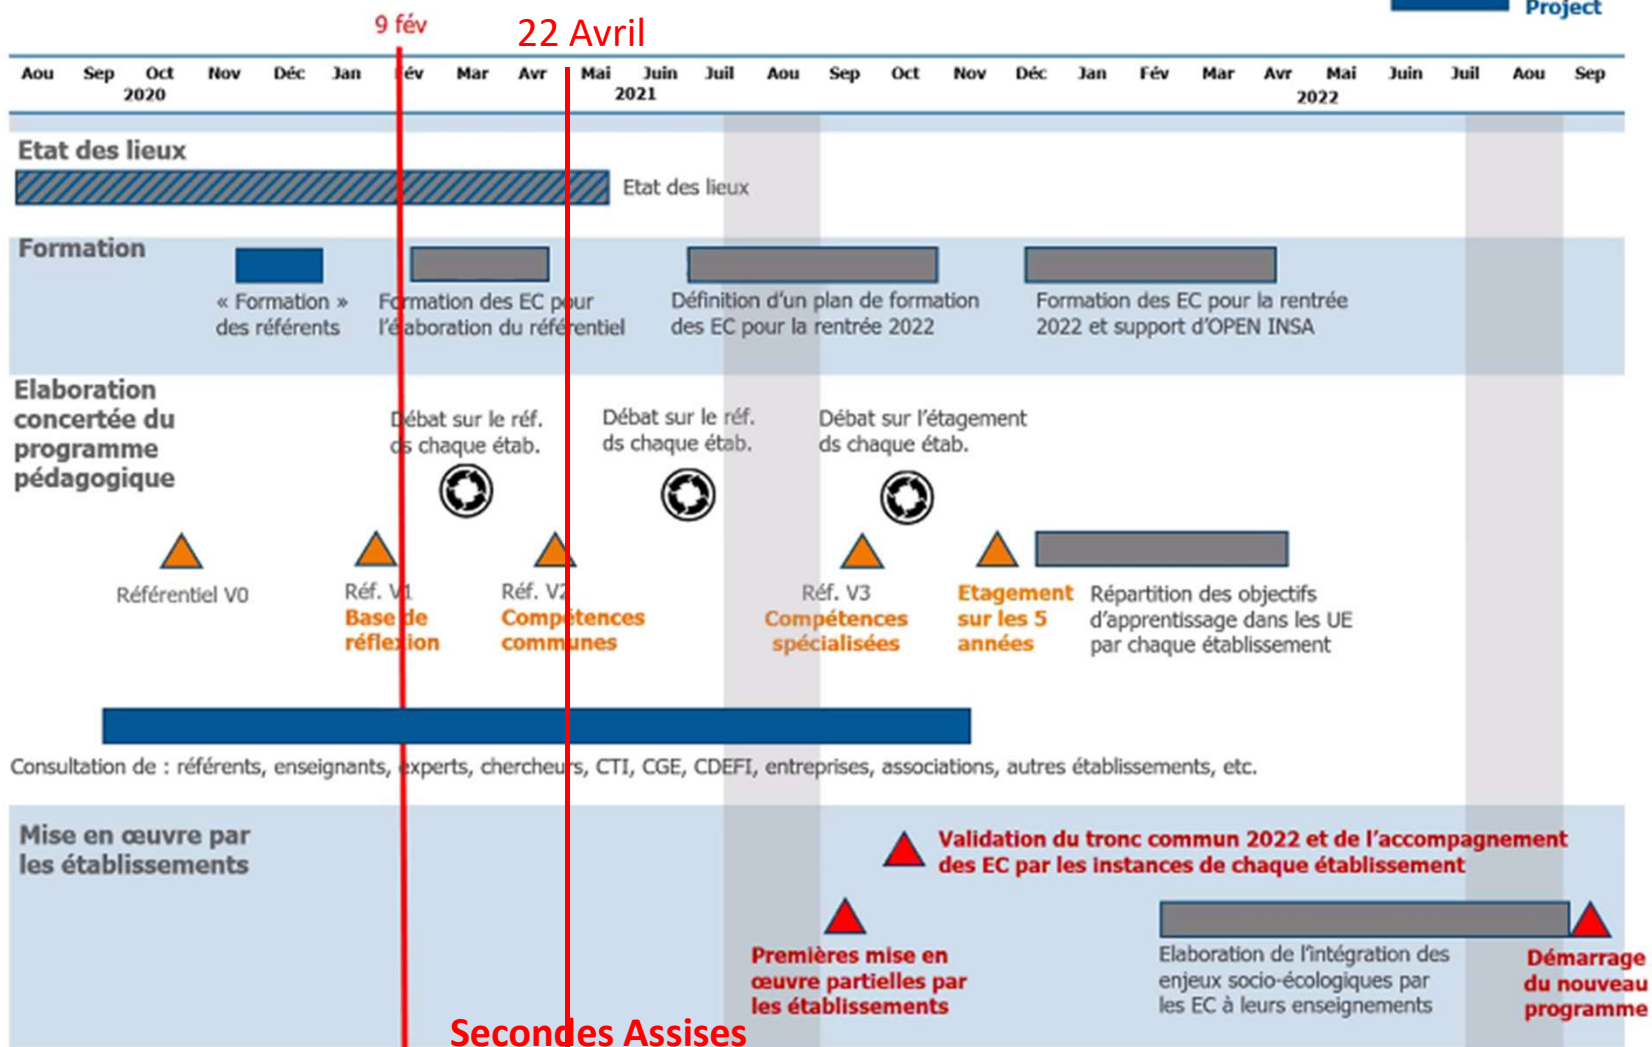 Project
9 fév
22 Avril
Aou Sep Oct Nov Déc Jan Fév Mar Avr Mai Juin Juil Aou Sep Oct Nov Déc Jan Fév Mar Avr Mai Juin Juil Aou Sep
2020 2021 2022
Etat des lieux
Etat des lieux
Formation
« Formation »
des référents
Formation des EC pour
l'élaboration du référentiel
Définition d'un plan de formation
des EC pour la rentrée 2022
Formation des EC pour la rentrée
2022 et support d'OPEN INSA
Elaboration
concertée du
programme
pédagogique
Débat sur le réf.
ds chaque étab.
Débat sur le réf.
ds chaque étab.
Débat sur l'étagement
ds chaque étab.
Référentiel V0
Réf. V1
Base de
réflexion
Réf. V2
Compétences
communes
Réf. V3
Compétences
spécialisées
Etagement
sur les 5
années
Répartition des objectifs
d'apprentissage dans les UE
par chaque établissement
Consultation de : référents, enseignants, experts, chercheurs, CTI, CGE, CDEFI, entreprises, associations, autres établissements, etc.
Mise en œuvre par
les établissements
Validation du tronc commun 2022 et de l'accompagnement
des EC par les instances de chaque établissement
Premières mise en
œuvre partielles par
les établissements
Elaboration de l'intégration des
enjeux socio-écologiques par
les EC à leurs enseignements
Démarrage
du nouveau
programme
Secondes Assises